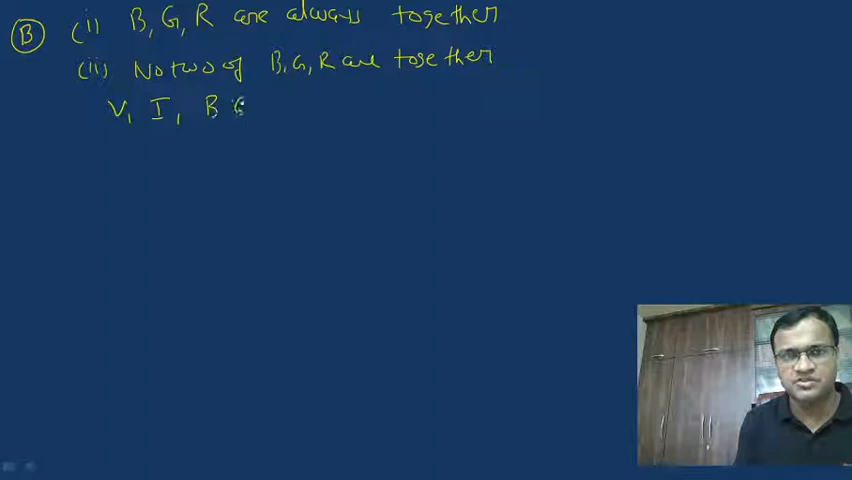 B (i) B, G, R are always together
(ii) No two of B, G, R are together
V, I, B G